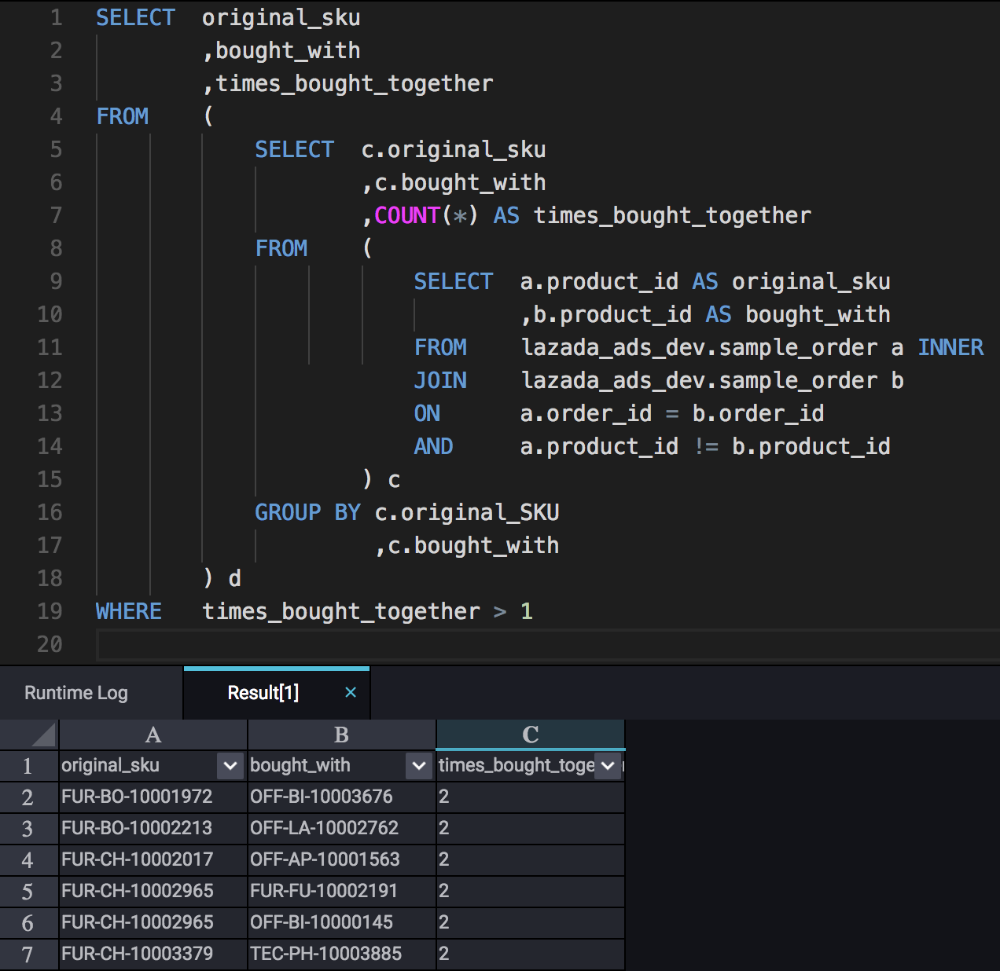 1 SELECT original_sku
2 ,bought_with
3 ,times_bought_together
4 FROM (
5 SELECT c.original_sku
6 ,c.bought_with
7 ,COUNT(*) AS times_bought_together
8 FROM (
9 SELECT a.product_id AS original_sku
10 ,b.product_id AS bought_with
11 FROM lazada_ads_dev.sample_order a INNER
12 JOIN lazada_ads_dev.sample_order b
13 ON a.order_id = b.order_id
14 AND a.product_id != b.product_id
15 ) c
16 GROUP BY c.original_SKU
17 ,c.bought_with
18 ) d
19 WHERE times_bought_together > 1
20
Runtime Log Result[1] ×
A B C
1 original_sku bought_with times_bought_toge
2 FUR-BO-10001972 OFF-BI-10003676 2
3 FUR-BO-10002213 OFF-LA-10002762 2
4 FUR-CH-10002017 OFF-AP-10001563 2
5 FUR-CH-10002965 FUR-FU-10002191 2
6 FUR-CH-10002965 OFF-BI-10000145 2
7 FUR-CH-10003379 TEC-PH-10003885 2